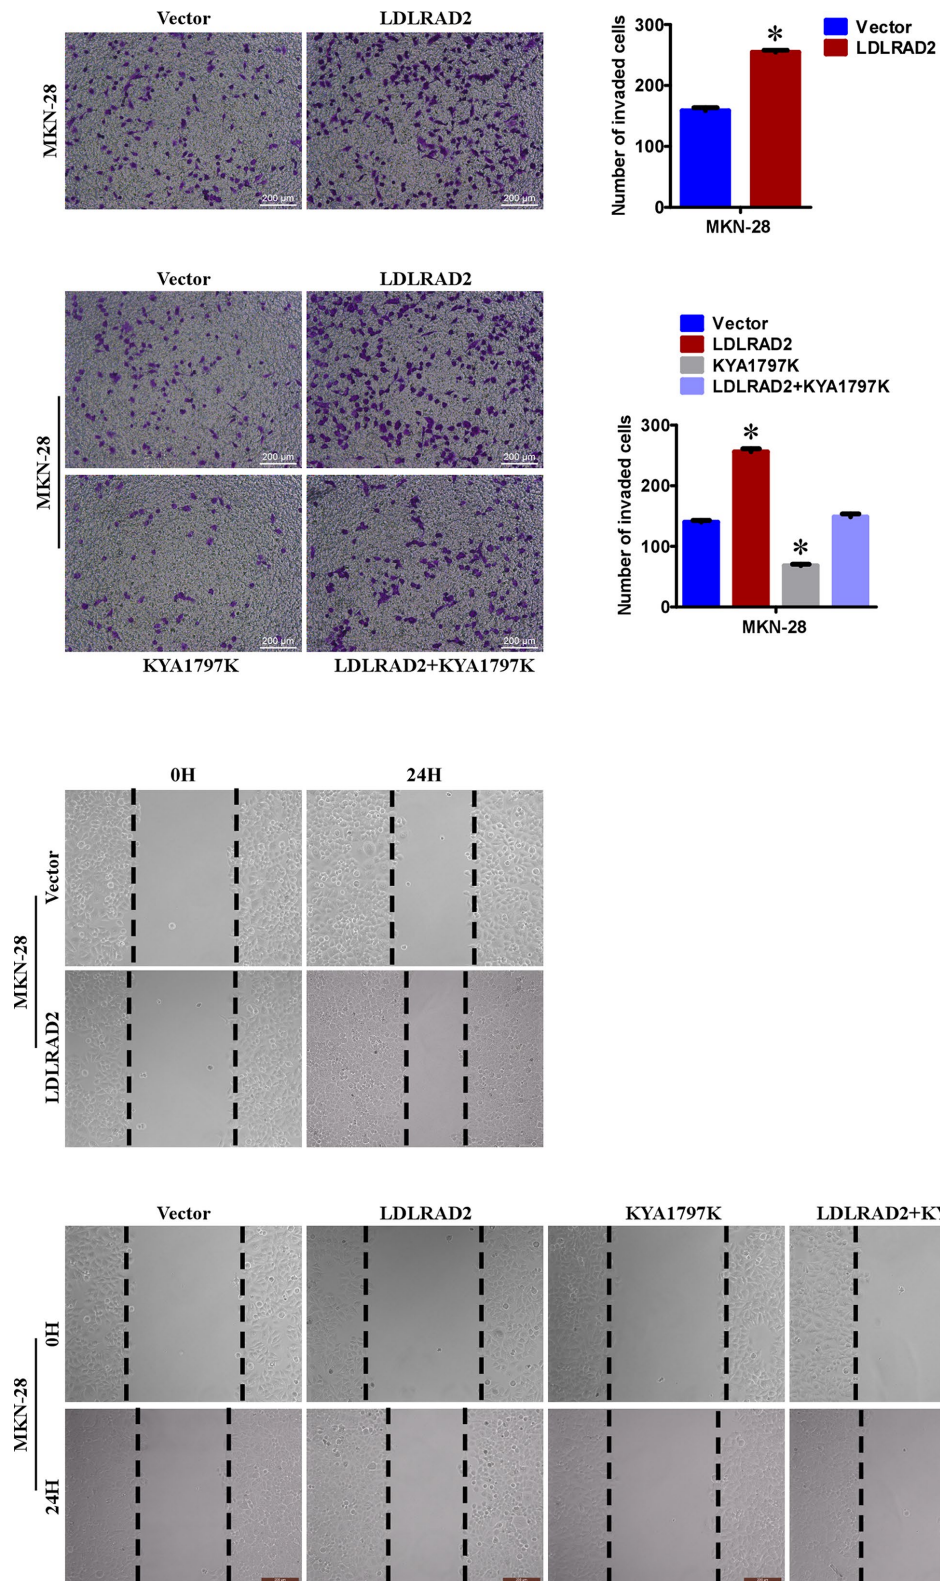 Vector LDLRAD2
MKN-28
200 µm 200 µm
Number of invaded cells
300
200
100
0
*
MKN-28
Vector
LDLRAD2
Vector LDLRAD2
MKN-28
200 µm 200 µm
200 µm 200 µm
KYA1797K LDLRAD2+KYA1797K
Vector
LDLRAD2
KYA1797K
LDLRAD2+KYA1797K
Number of invaded cells
300
200
100
0
*
*
MKN-28
0H 24H
MKN-28
Vector
LDLRAD2
Vector LDLRAD2 KYA1797K LDLRAD2+KY
MKN-28
0H
24H